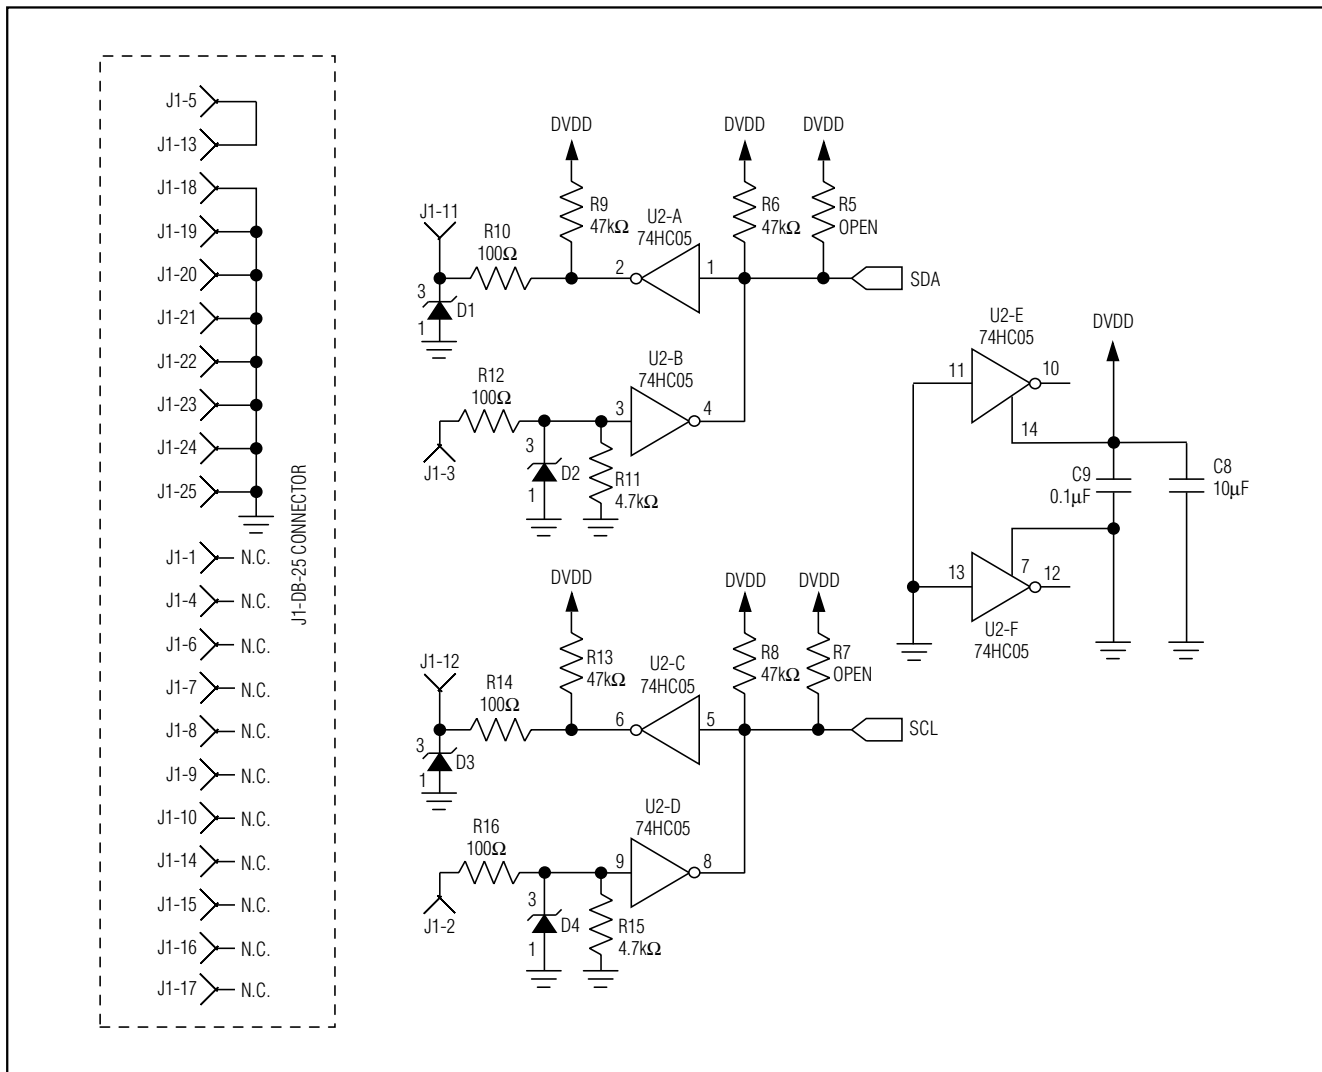 J1-5
J1-13
J1-18
J1-19
J1-20
J1-21
J1-22
J1-23
J1-24
J1-25
J1-1 N.C.
J1-4 N.C.
J1-6 N.C.
J1-7 N.C.
J1-8 N.C.
J1-9 N.C.
J1-10 N.C.
J1-14 N.C.
J1-15 N.C.
J1-16 N.C.
J1-17 N.C.
J1-DB-25 CONNECTOR
DVDD
DVDD
DVDD
J1-11
R10
100Ω
R9
47kΩ
U2-A
74HC05
R6
47kΩ
R5
OPEN
2
1
SDA
3
D1
1
R12
100Ω
U2-B
74HC05
3
4
J1-3
3
D2
1
R11
4.7kΩ
DVDD
DVDD
DVDD
J1-12
R14
100Ω
R13
47kΩ
U2-C
74HC05
R8
47kΩ
R7
OPEN
6
5
SCL
3
D3
1
R16
100Ω
U2-D
74HC05
9
8
J1-2
3
D4
1
R15
4.7kΩ
U2-E
74HC05
DVDD
11
10
14
C9
0.1µF
C8
10µF
13
7
12
U2-F
74HC05